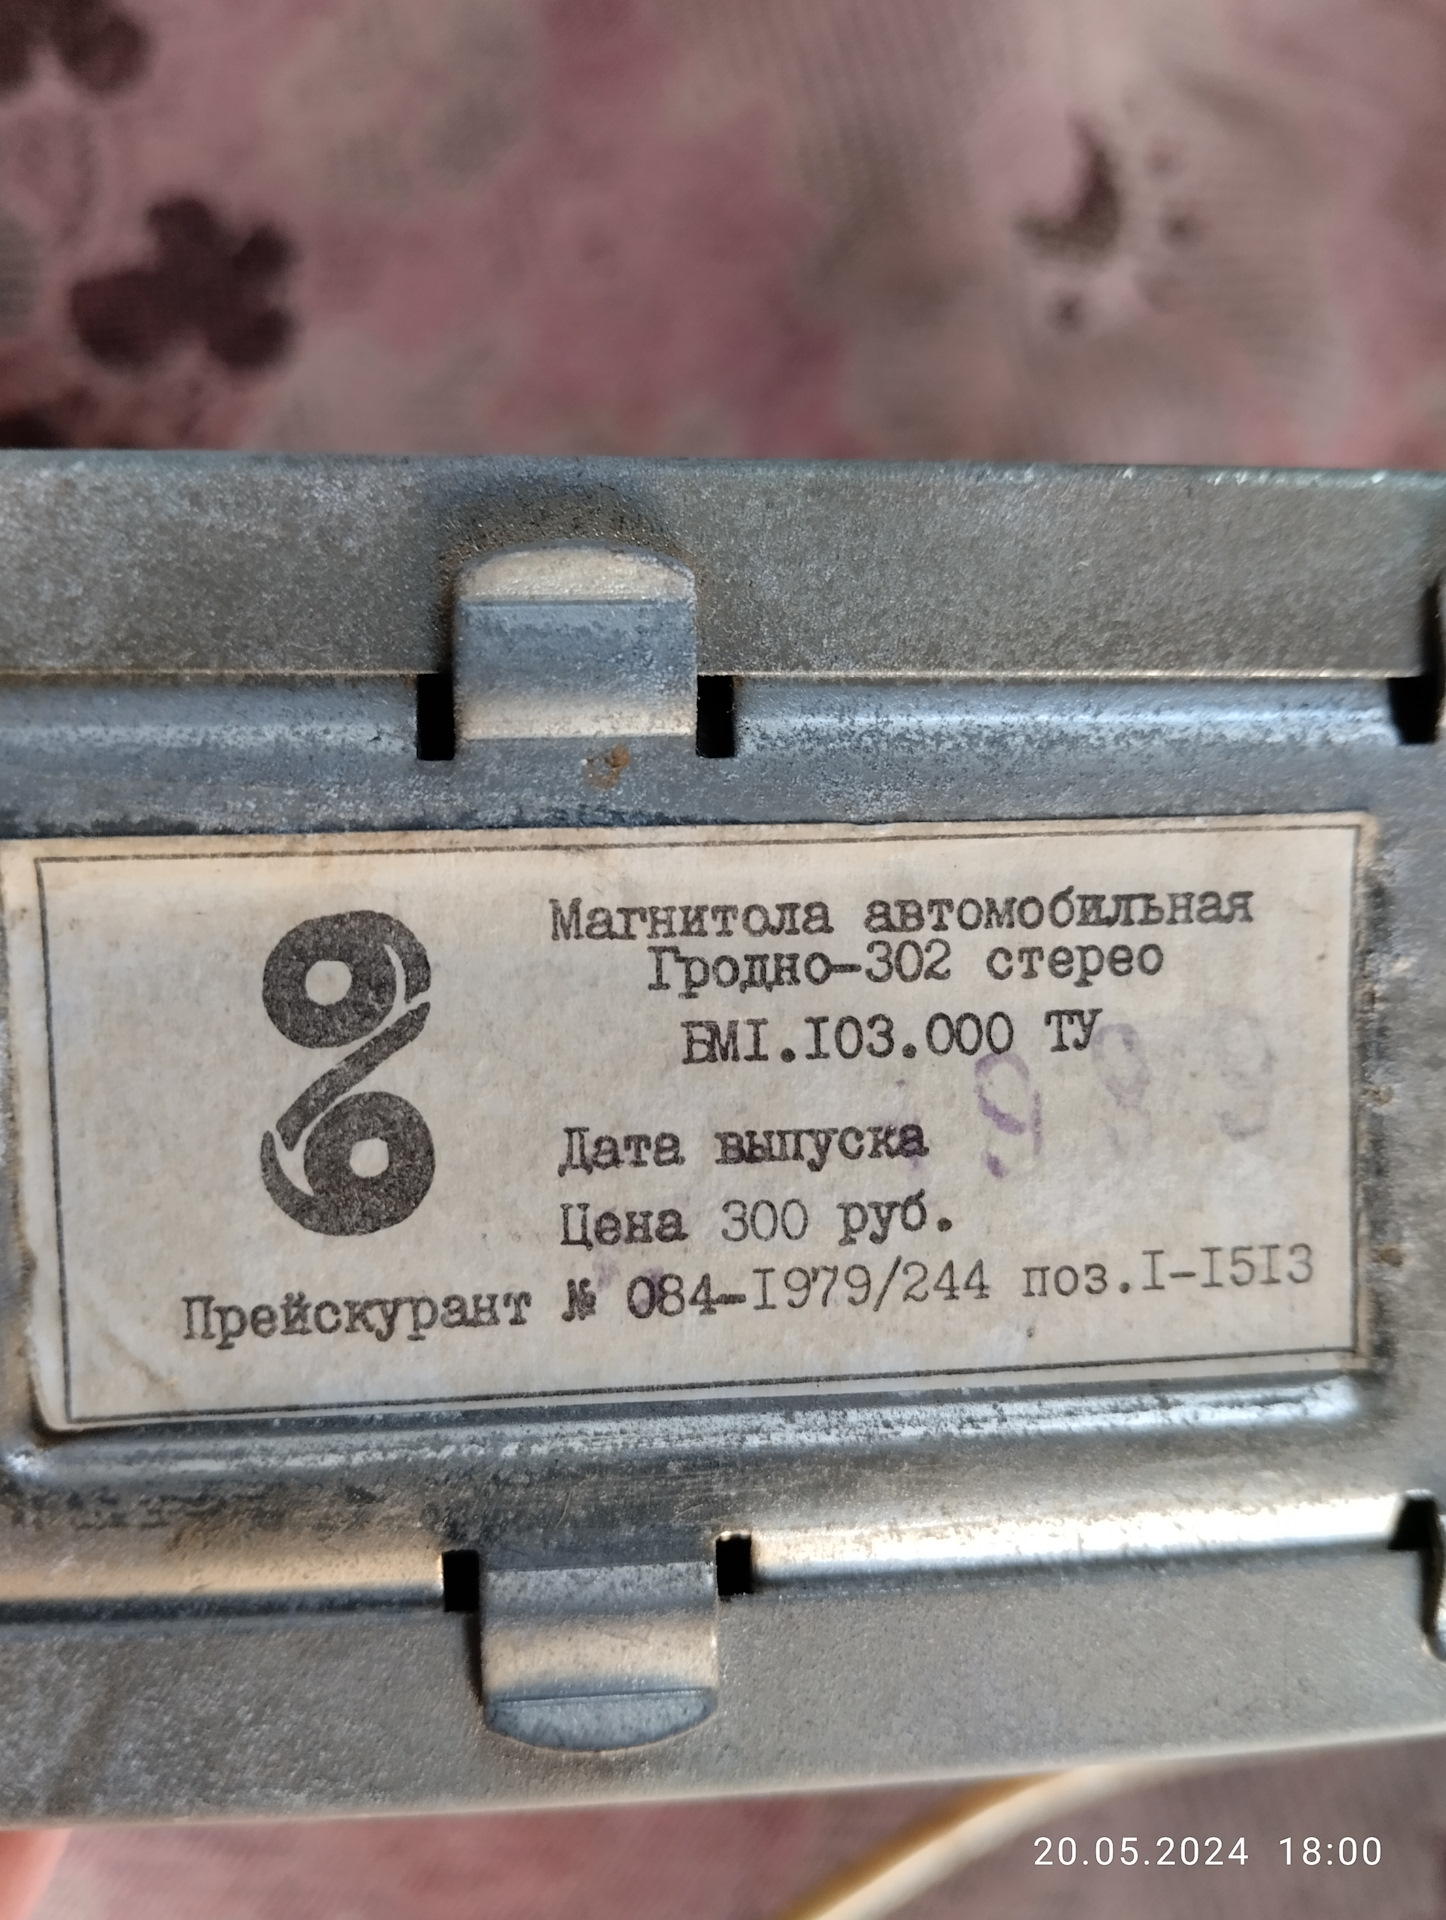 Магнитола автомобильная
Гродно-302 стерео
БМ1.I03.000 ТУ
Дата выпуска
Цена 300 руб.
Прейскурант № 084-I979/244 поз.I-I5I3
20.05.2024 18:00